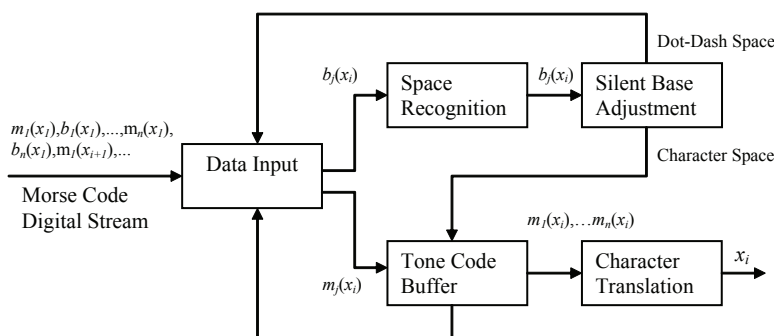 Dot-Dash Space
b_j(x_i)
Space
Recognition
b_j(x_i)
Silent Base
Adjustment
m_1(x_1),b_1(x_1),...,m_n(x_1),
b_n(x_1),m_1(x_{i+1}),...
Data Input
Character Space
Morse Code
Digital Stream
m_1(x_i),…m_n(x_i)
m_j(x_i)
Tone Code
Buffer
Character
Translation
x_i